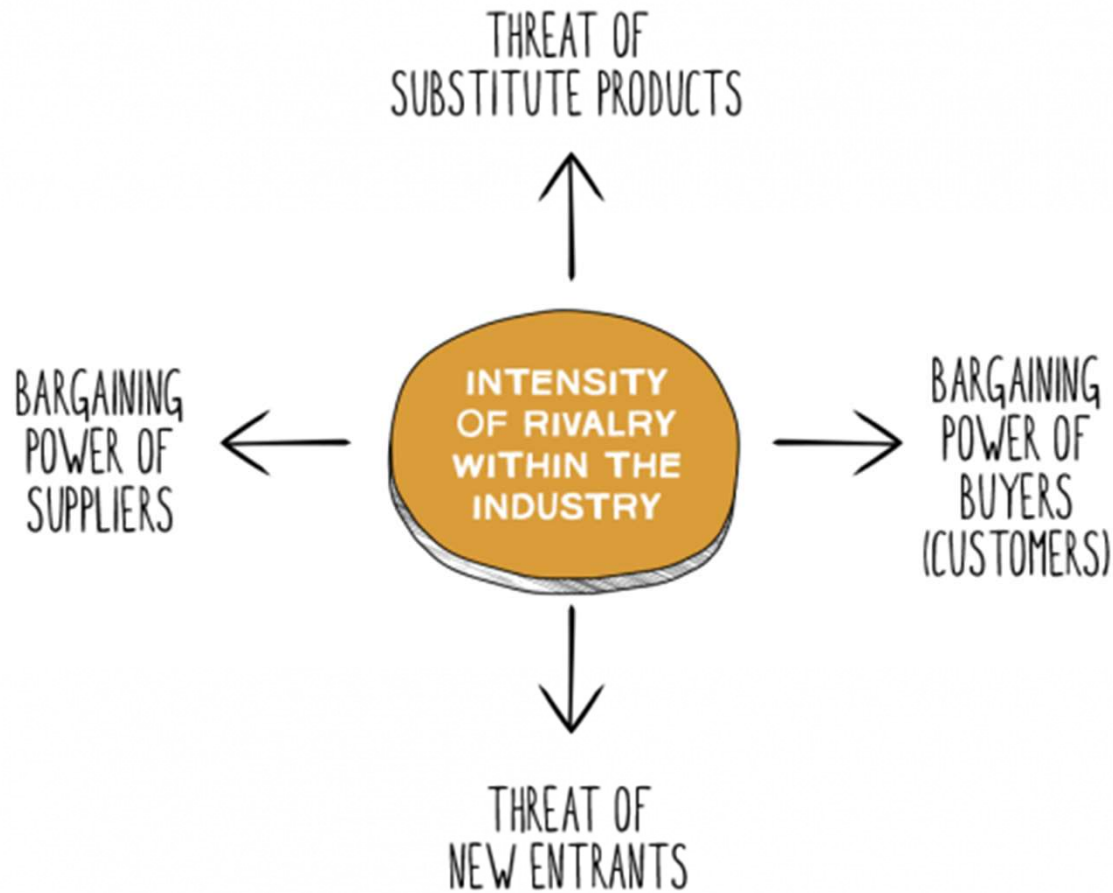 THREAT OF
SUBSTITUTE PRODUCTS
BARGAINING
POWER OF
SUPPLIERS
INTENSITY
OF RIVALRY
WITHIN THE
INDUSTRY
BARGAINING
POWER OF
BUYERS
(CUSTOMERS)
THREAT OF
NEW ENTRANTS